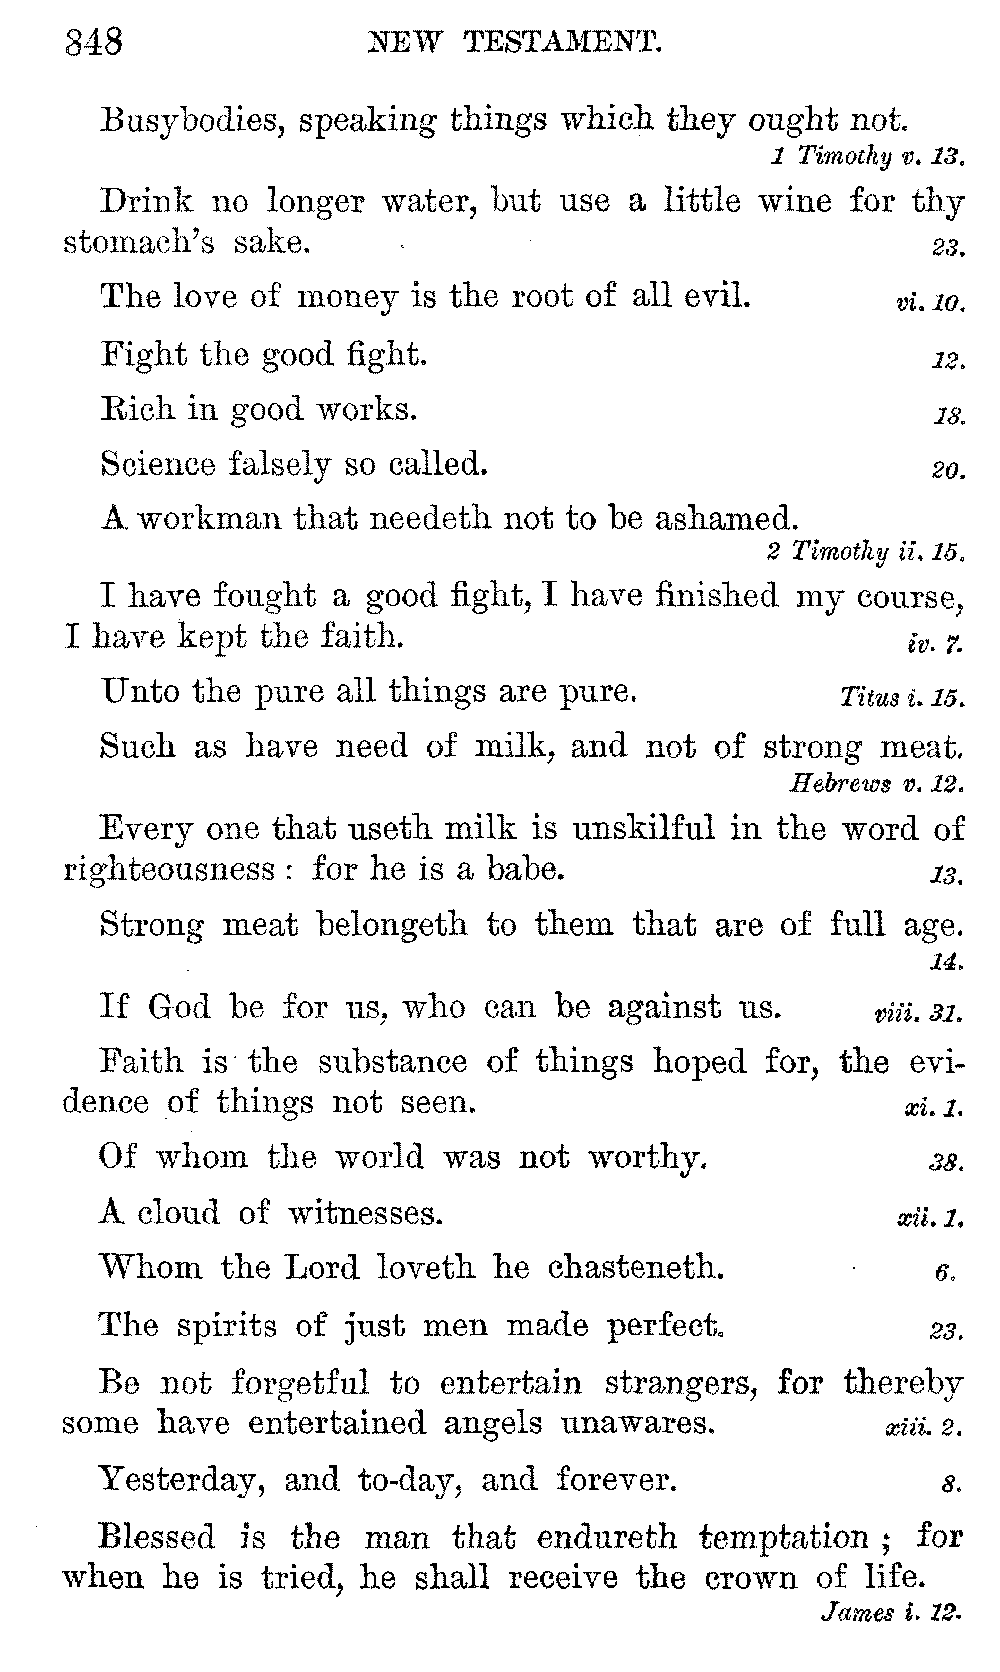 348 NEW TESTAMENT.
Busybodies, speaking things which they ought not.
1 Timothy v. 13.
Drink no longer water, but use a little wine for thy
stomach's sake. 23.
The love of money is the root of all evil. vi. 10.
Fight the good fight. 12.
Rich in good works. 18.
Science falsely so called. 20.
A workman that needeth not to be ashamed.
2 Timothy ii. 15.
I have fought a good fight, I have finished my course,
I have kept the faith. iv. 7.
Unto the pure all things are pure. Titus i. 15.
Such as have need of milk, and not of strong meat.
Hebrews v. 12.
Every one that useth milk is unskilful in the word of
righteousness : for he is a babe. 13.
Strong meat belongeth to them that are of full age.
14.
If God be for us, who can be against us. viii. 31.
Faith is the substance of things hoped for, the evi-
dence of things not seen. xi. 1.
Of whom the world was not worthy. 38.
A cloud of witnesses. xii. 1.
Whom the Lord loveth he chasteneth. 6.
The spirits of just men made perfect. 23.
Be not forgetful to entertain strangers, for thereby
some have entertained angels unawares. xiii. 2.
Yesterday, and to-day, and forever. 8.
Blessed is the man that endureth temptation ; for
when he is tried, he shall receive the crown of life.
James i. 12.